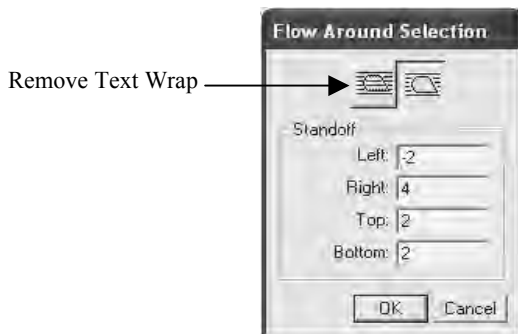 Flow Around Selection
Remove Text Wrap
Standoff
Left: -2
Right: 4
Top: 2
Bottom: 2
OK Cancel